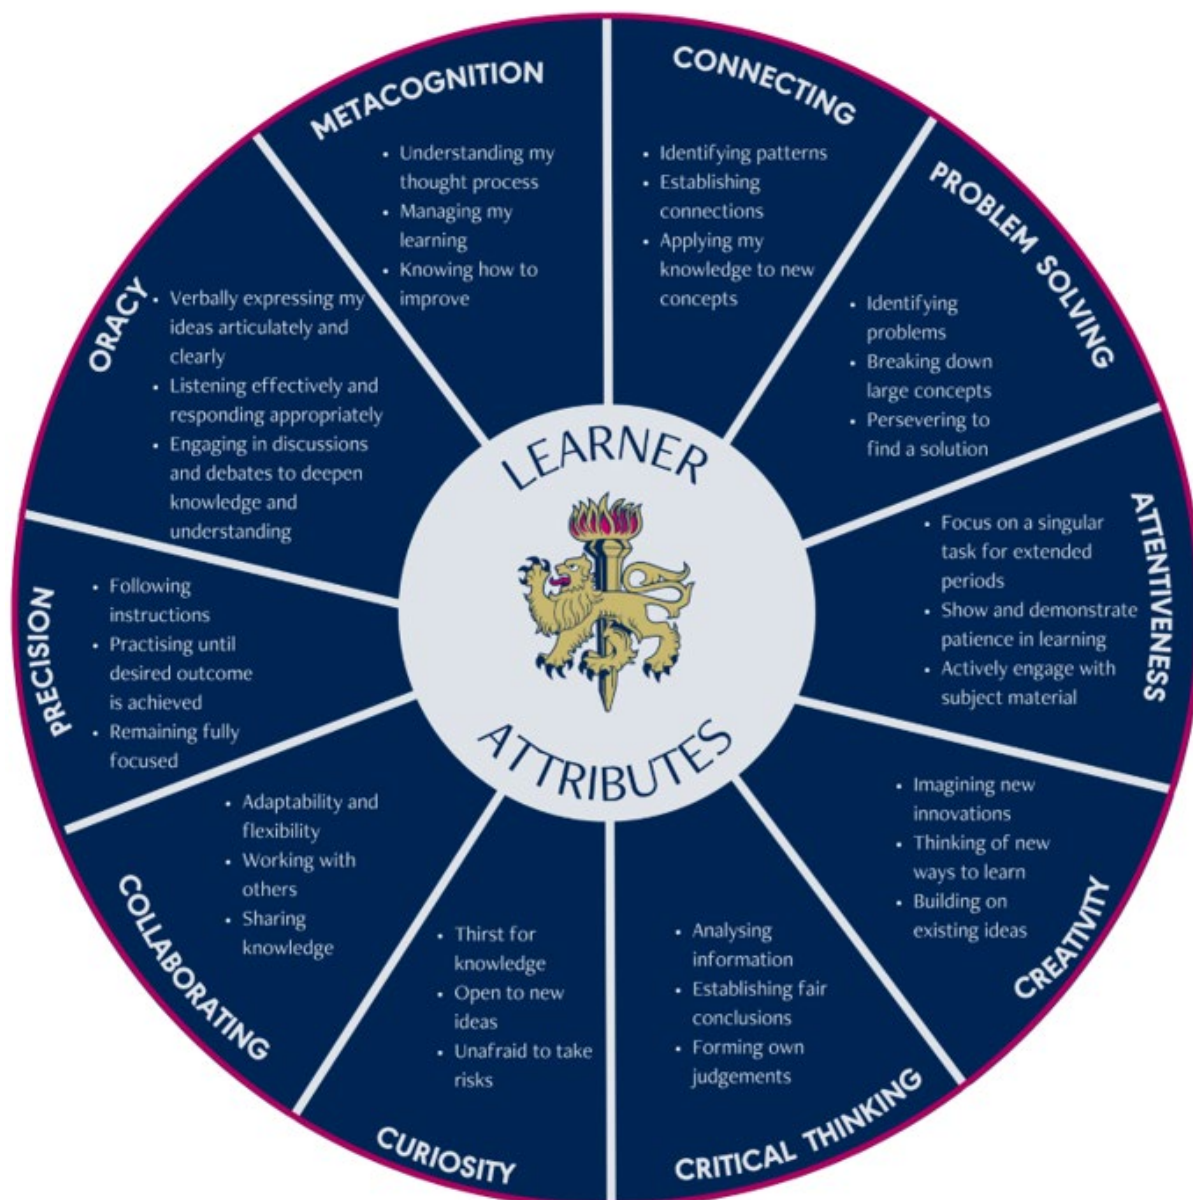 LEARNER
ATTRIBUTES
CONNECTING
• Identifying patterns
• Establishing
connections
• Applying my
knowledge to new
concepts
PROBLEM SOLVING
• Identifying
problems
• Breaking down
large concepts
• Persevering to
find a solution
ATTENTIVENESS
• Focus on a singular
task for extended
periods
• Show and demonstrate
patience in learning
• Actively engage with
subject material
CREATIVITY
• Imagining new
innovations
• Thinking of new
ways to learn
• Building on
existing ideas
CRITICAL THINKING
• Analysing
information
• Establishing fair
conclusions
• Forming own
judgements
CURIOSITY
• Thirst for
knowledge
• Open to new
ideas
• Unafraid to take
risks
COLLABORATING
• Adaptability and
flexibility
• Working with
others
• Sharing
knowledge
PRECISION
• Following
instructions
• Practising until
desired outcome
is achieved
• Remaining fully
focused
ORACY
• Verbally expressing my
ideas articulately and
clearly
• Listening effectively and
responding appropriately
• Engaging in discussions
and debates to deepen
knowledge and
understanding
METACOGNITION
• Understanding my
thought process
• Managing my
learning
• Knowing how to
improve